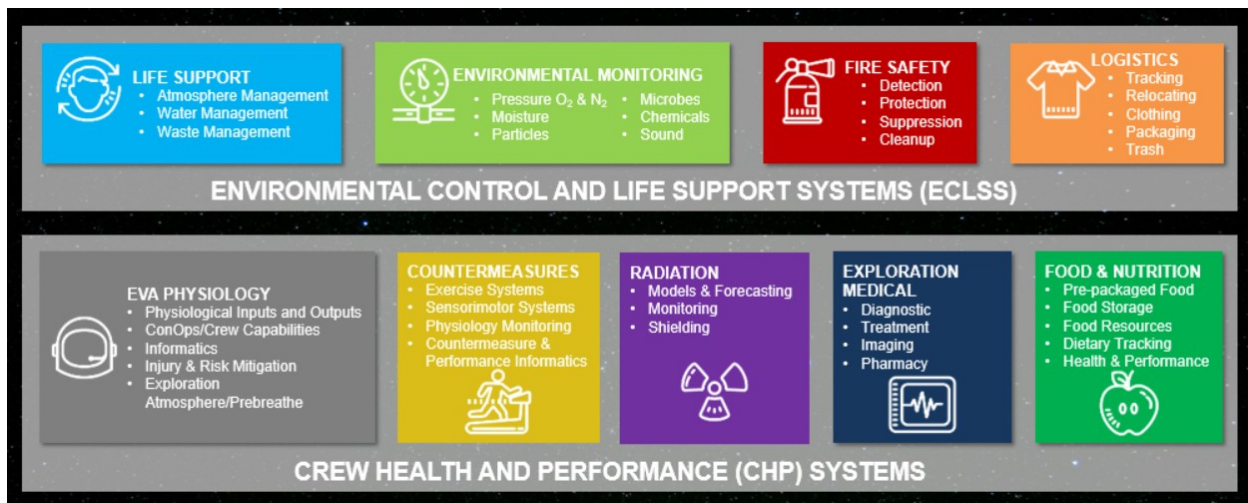 LIFE SUPPORT
• Atmosphere Management
• Water Management
• Waste Management
ENVIRONMENTAL MONITORING
• Pressure O₂ & N₂
• Moisture
• Particles
• Microbes
• Chemicals
• Sound
FIRE SAFETY
• Detection
• Protection
• Suppression
• Cleanup
LOGISTICS
• Tracking
• Relocating
• Clothing
• Packaging
• Trash
ENVIRONMENTAL CONTROL AND LIFE SUPPORT SYSTEMS (ECLSS)
EVA PHYSIOLOGY
• Physiological Inputs and Outputs
• ConOps/Crew Capabilities
• Informatics
• Injury & Risk Mitigation
• Exploration
Atmosphere/Prebreathe
COUNTERMEASURES
• Exercise Systems
• Sensorimotor Systems
• Physiology Monitoring
• Countermeasure &
Performance Informatics
RADIATION
• Models & Forecasting
• Monitoring
• Shielding
EXPLORATION
MEDICAL
• Diagnostic
• Treatment
• Imaging
• Pharmacy
FOOD & NUTRITION
• Pre-packaged Food
• Food Storage
• Food Resources
• Dietary Tracking
• Health & Performance
CREW HEALTH AND PERFORMANCE (CHP) SYSTEMS